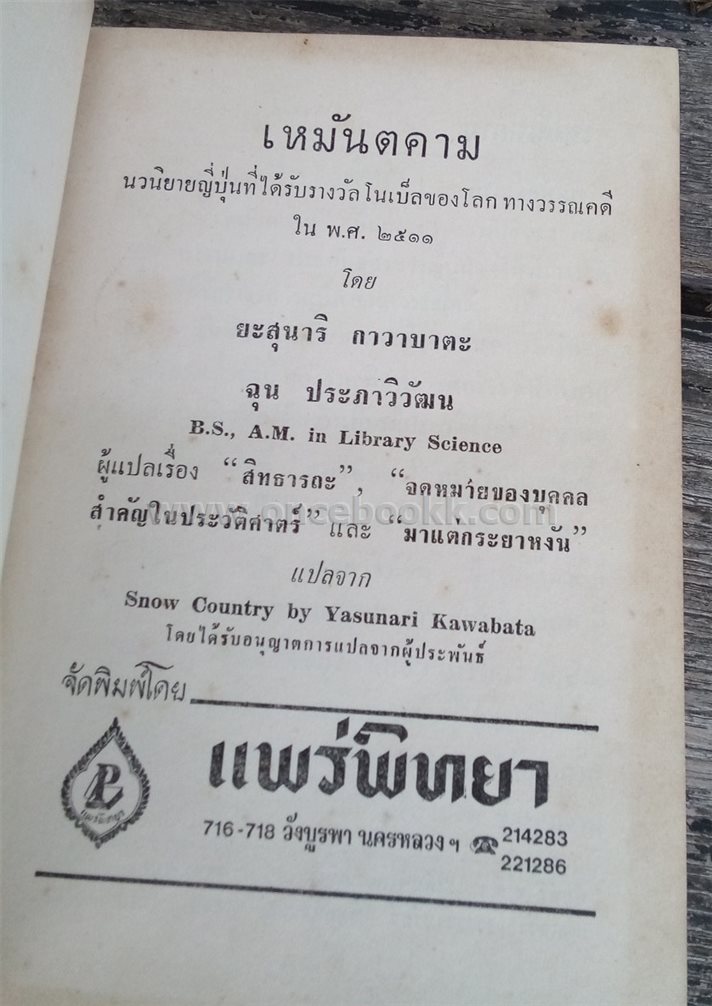 เหมันตคาม
นวนิยายญี่ปุ่นที่ได้รับรางวัลโนเบ็ลของโลก ทางวรรณคดี
ใน พ.ศ. ๒๕๑๑
โดย
ยะสุนาริ กาวาบาตะ
ฉุน ประภาวิวัฒน
B.S., A.M. in Library Science
ผู้แปลเรื่อง “สิทธารถะ”, “จดหมายของบุคคล
สำคัญในประวัติศาตร์” และ “มาแต่กระยาหงัน”
www.oncebookk.com
แปลจาก
Snow Country by Yasunari Kawabata
โดยได้รับอนุญาตการแปลจากผู้ประพันธ์
จัดพิมพ์โดย
แพร่พิทยา
PL
แพร่พิทยา
716-718 วังบูรพา นครหลวงฯ ☎ 214283
221286